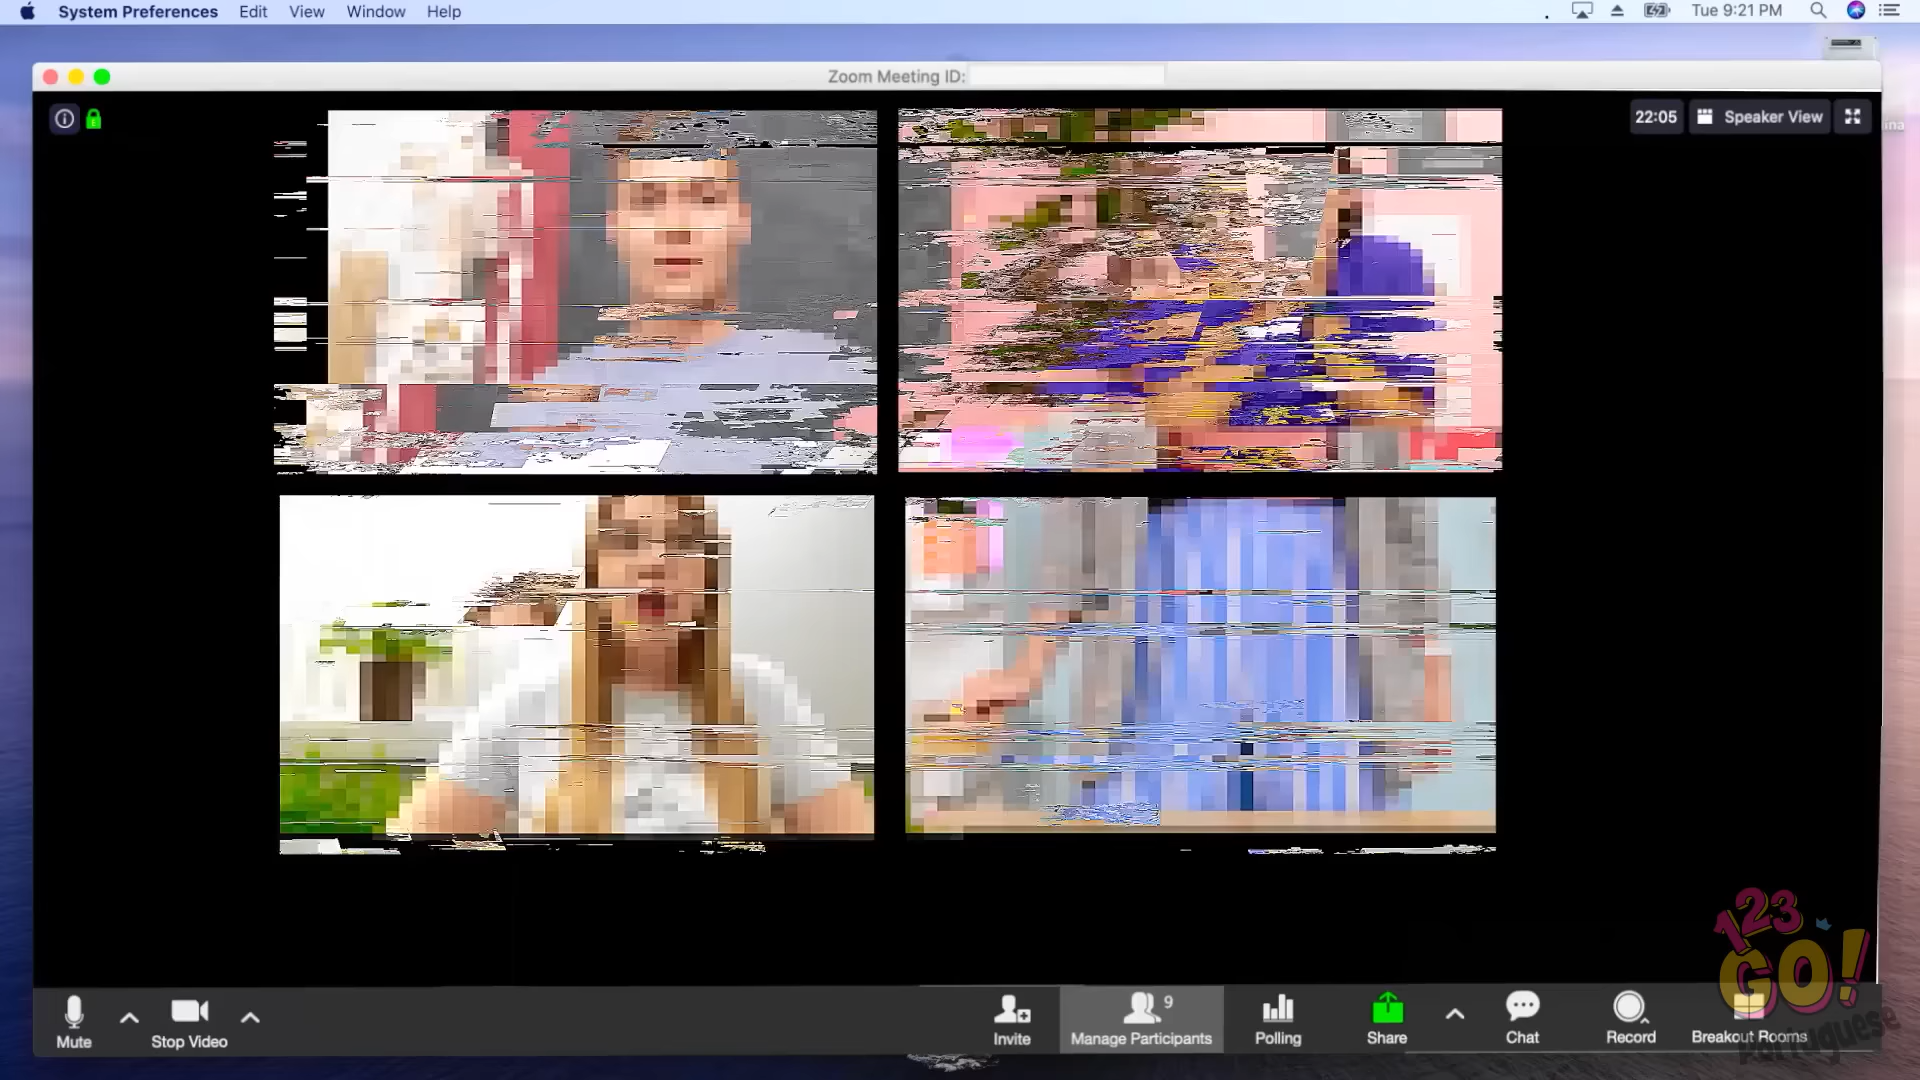 System Preferences Edit View Window Help
Tue 9:21 PM
Zoom Meeting ID:
22:05 Speaker View
Mute
Stop Video
Invite
9
Manage Participants
Polling
Share
Chat
Record
Breakout Rooms
123
GO!
Portuguese